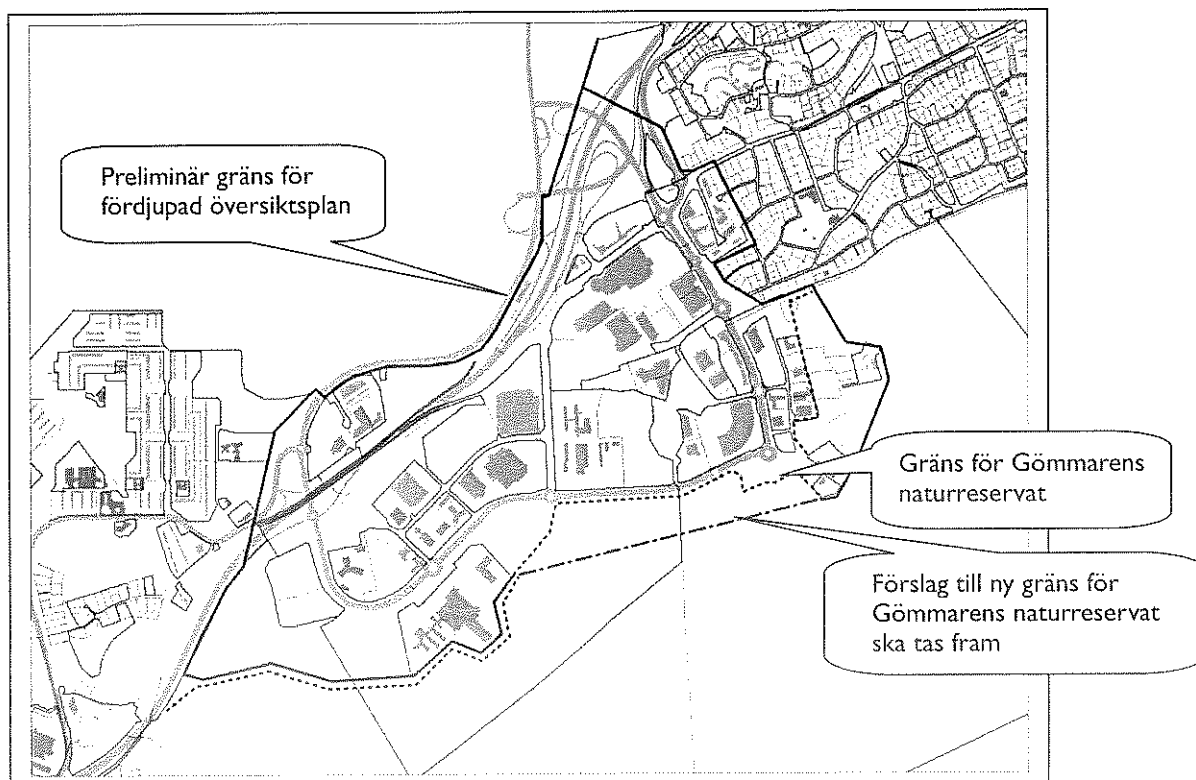 Preliminär gräns för
fördjupad översiktsplan
Gräns för Gömmarens
naturreservat
Förslag till ny gräns för
Gömmarens naturreservat
ska tas fram